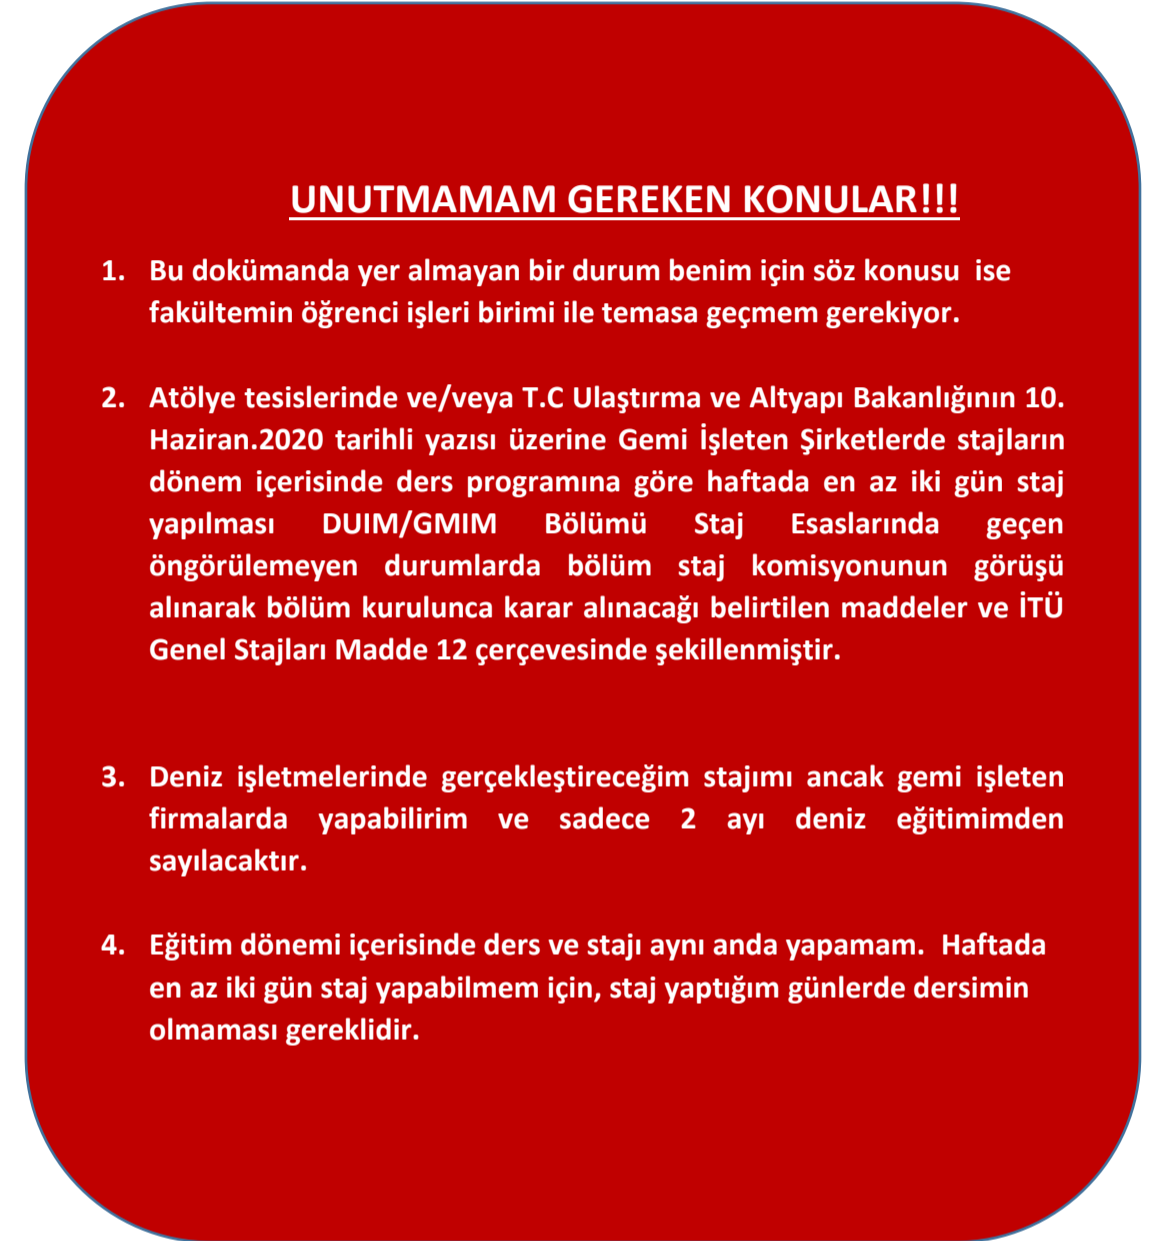 UNUTMAMAM GEREKEN KONULAR!!!
1. Bu dokümanda yer almayan bir durum benim için söz konusu ise
fakültemin öğrenci işleri birimi ile temasa geçmem gerekiyor.
2. Atölye tesislerinde ve/veya T.C Ulaştırma ve Altyapı Bakanlığının 10.
Haziran.2020 tarihli yazısı üzerine Gemi İşleten Şirketlerde stajların
dönem içerisinde ders programına göre haftada en az iki gün staj
yapılması DUIM/GMIM Bölümü Staj Esaslarında geçen
öngörülemeyen durumlarda bölüm staj komisyonunun görüşü
alınarak bölüm kurulunca karar alınacağı belirtilen maddeler ve İTÜ
Genel Stajları Madde 12 çerçevesinde şekillenmiştir.
3. Deniz işletmelerinde gerçekleştireceğim stajımı ancak gemi işleten
firmalarda yapabilirim ve sadece 2 ayı deniz eğitimimden
sayılacaktır.
4. Eğitim dönemi içerisinde ders ve stajı aynı anda yapamam. Haftada
en az iki gün staj yapabilmem için, staj yaptığım günlerde dersimin
olmaması gereklidir.